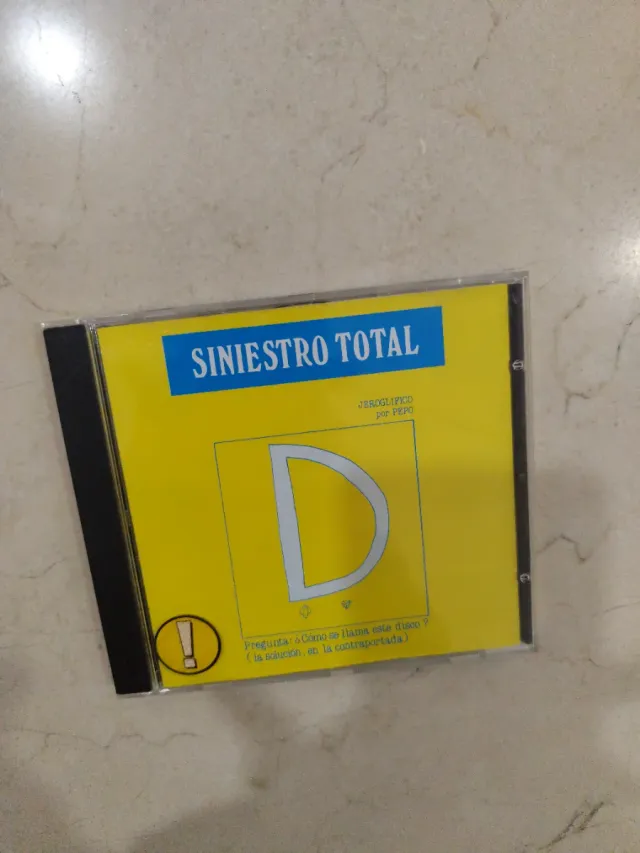 SINIESTRO TOTAL
JEROGLIFICO
por PEPO
D
Pregunta: ¿Cómo se llama este disco?
(la solución, en la contraportada)
!